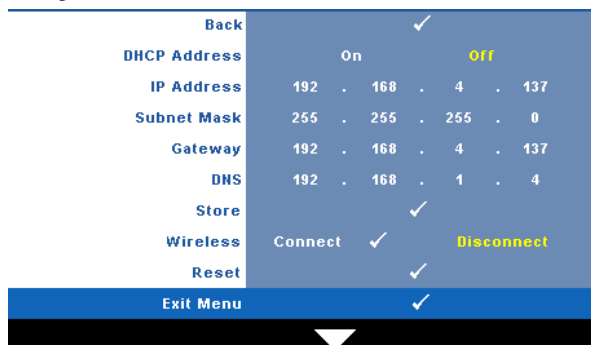 Back ✓
DHCP Address On Off
IP Address 192 . 168 . 4 . 137
Subnet Mask 255 . 255 . 255 . 0
Gateway 192 . 168 . 4 . 137
DNS 192 . 168 . 1 . 4
Store ✓
Wireless Connect ✓ Disconnect
Reset ✓
Exit Menu ✓